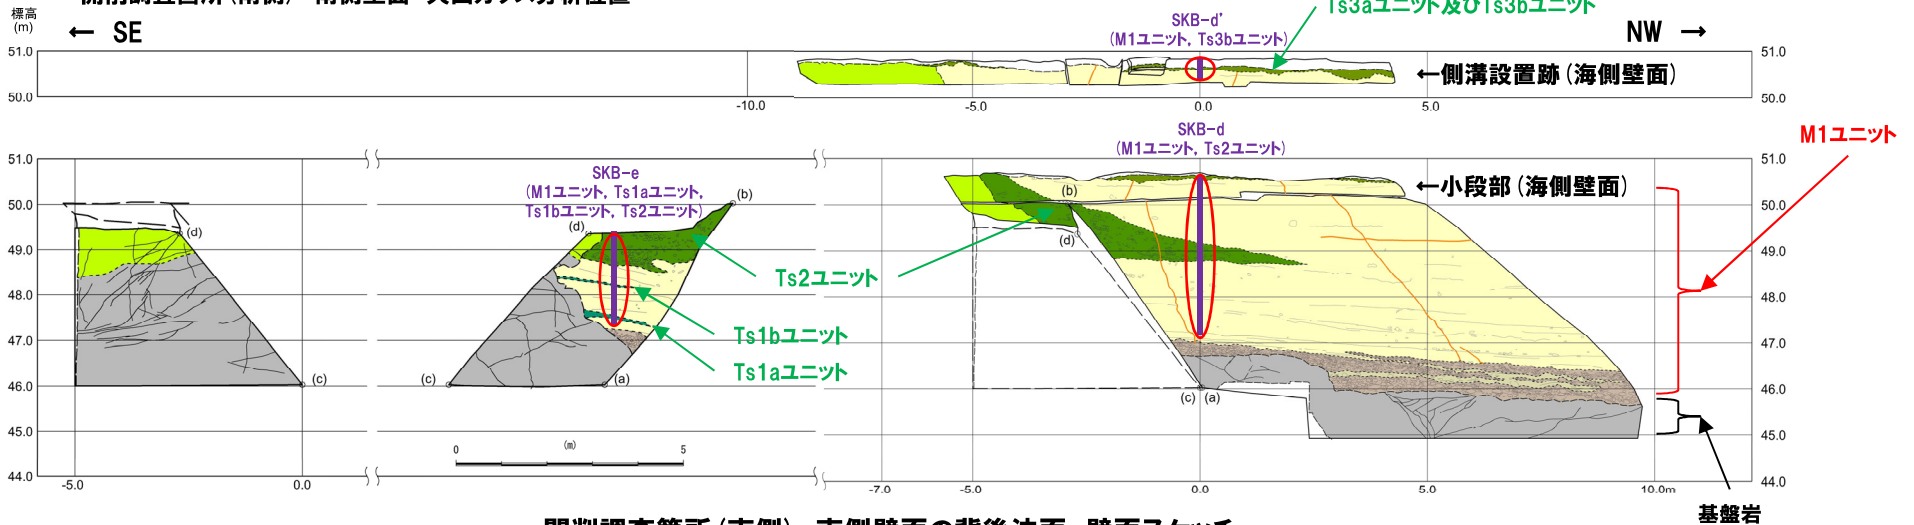 標高
(m)
← SE
SKB-d'
(M1ユニット, Ts3bユニット)
Ts3aユニット及びTs3bユニット
NW →
51.0
51.0
←側溝設置跡(海側壁面)
50.0
50.0
-10.0
-5.0
0.0
5.0
SKB-d
(M1ユニット, Ts2ユニット)
M1ユニット
51.0
51.0
SKB-e
(M1ユニット, Ts1aユニット,
Ts1bユニット, Ts2ユニット)
←小段部(海側壁面)
(b)
(b)
50.0
50.0
(d)
(d)
(d)
49.0
49.0
Ts2ユニット
48.0
48.0
Ts1bユニット
47.0
47.0
Ts1aユニット
46.0
46.0
(c)
(c)
(a)
(c)
(a)
45.0
45.0
0
(m)
5
44.0
44.0
-5.0
0.0
-7.0
-5.0
0.0
5.0
10.0m
基盤岩